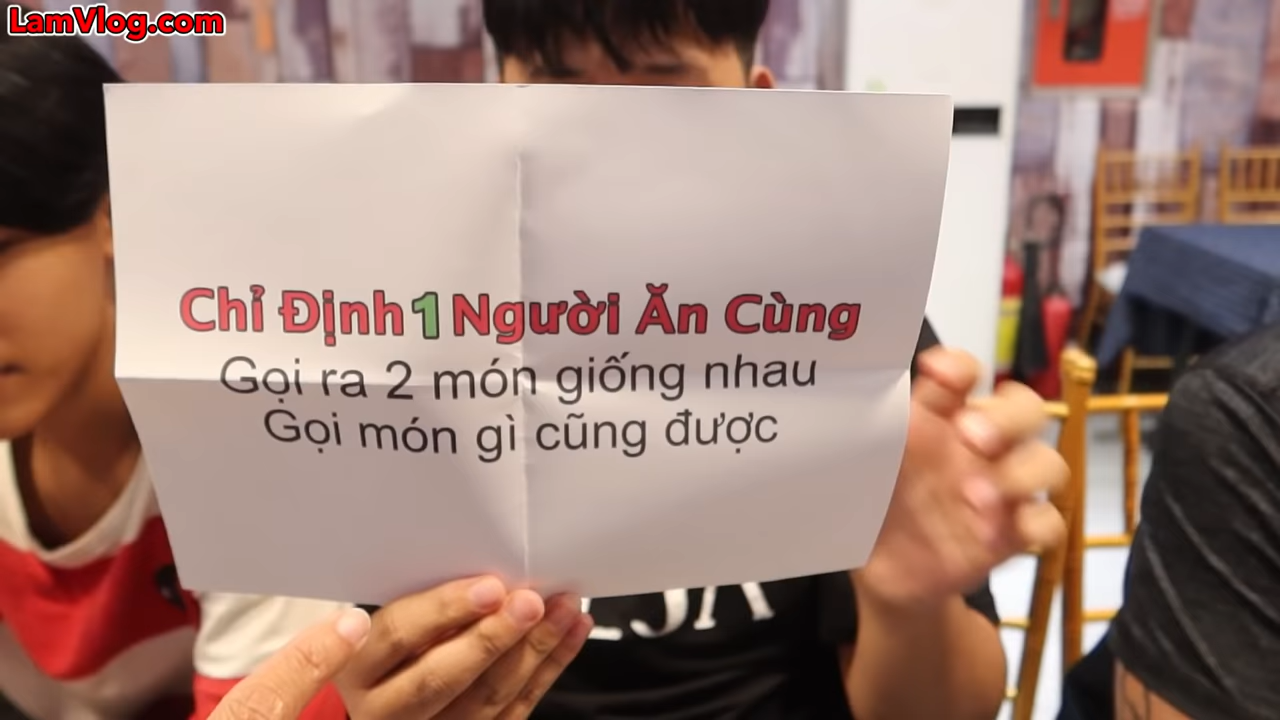 LamVlog.com
Chỉ Định 1 Người Ăn Cùng
Gọi ra 2 món giống nhau
Gọi món gì cũng được